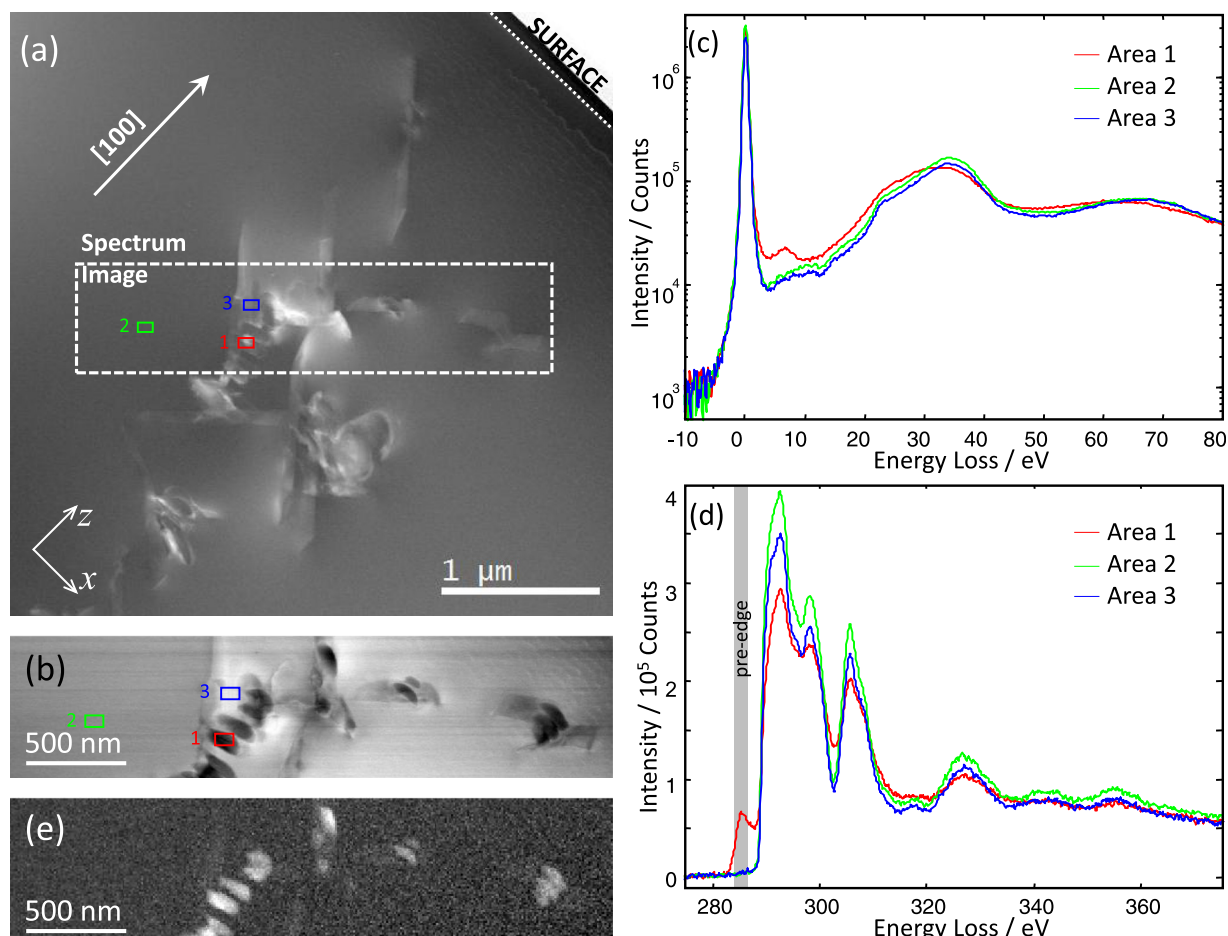 (a)
SURFACE
[100]
Spectrum
Image
3
2
1
z
x
1 μm
(b)
3
2
1
500 nm
(e)
500 nm
(c)
Area 1
Area 2
Area 3
Intensity / Counts
10⁶
10⁵
10⁴
10³
-10 0 10 20 30 40 50 60 70 80
Energy Loss / eV
(d)
Area 1
Area 2
Area 3
pre-edge
Intensity / 10⁵ Counts
4
3
2
1
0
280 300 320 340 360
Energy Loss / eV